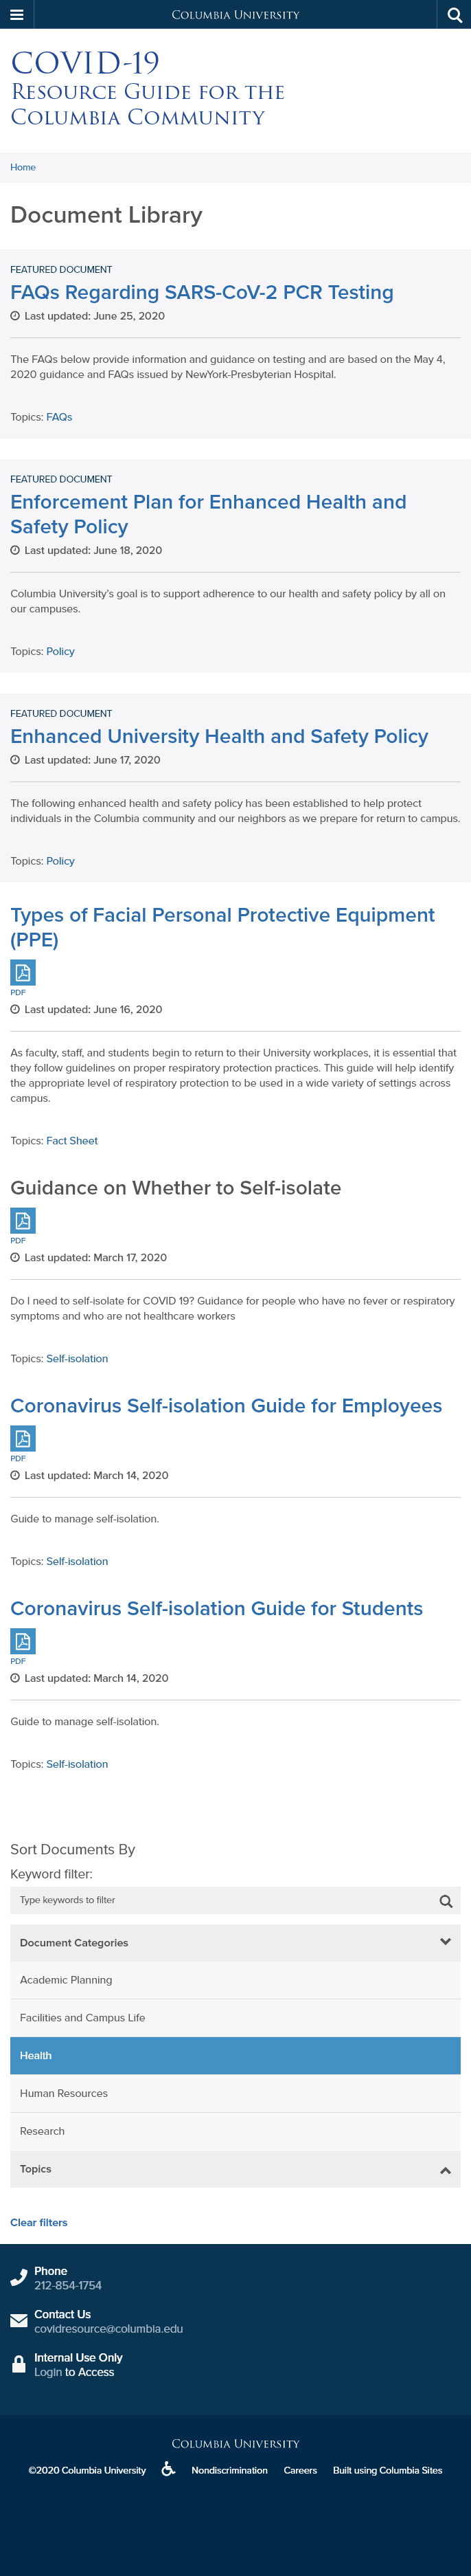 Columbia University
COVID-19
Resource Guide for the
Columbia Community
Home
Document Library
FEATURED DOCUMENT
FAQs Regarding SARS-CoV-2 PCR Testing
Last updated: June 25, 2020
The FAQs below provide information and guidance on testing and are based on the May 4,
2020 guidance and FAQs issued by NewYork-Presbyterian Hospital.
Topics: FAQs
FEATURED DOCUMENT
Enforcement Plan for Enhanced Health and
Safety Policy
Last updated: June 18, 2020
Columbia University's goal is to support adherence to our health and safety policy by all on
our campuses.
Topics: Policy
FEATURED DOCUMENT
Enhanced University Health and Safety Policy
Last updated: June 17, 2020
The following enhanced health and safety policy has been established to help protect
individuals in the Columbia community and our neighbors as we prepare for return to campus.
Topics: Policy
Types of Facial Personal Protective Equipment
(PPE)
PDF
Last updated: June 16, 2020
As faculty, staff, and students begin to return to their University workplaces, it is essential that
they follow guidelines on proper respiratory protection practices. This guide will help identify
the appropriate level of respiratory protection to be used in a wide variety of settings across
campus.
Topics: Fact Sheet
Guidance on Whether to Self-isolate
PDF
Last updated: March 17, 2020
Do I need to self-isolate for COVID 19? Guidance for people who have no fever or respiratory
symptoms and who are not healthcare workers
Topics: Self-isolation
Coronavirus Self-isolation Guide for Employees
PDF
Last updated: March 14, 2020
Guide to manage self-isolation.
Topics: Self-isolation
Coronavirus Self-isolation Guide for Students
PDF
Last updated: March 14, 2020
Guide to manage self-isolation.
Topics: Self-isolation
Sort Documents By
Keyword filter:
Type keywords to filter
Document Categories
Academic Planning
Facilities and Campus Life
Health
Human Resources
Research
Topics
Clear filters
Phone
212-854-1754
Contact Us
covidresource@columbia.edu
Internal Use Only
Login to Access
Columbia University
©2020 Columbia University Nondiscrimination Careers Built using Columbia Sites